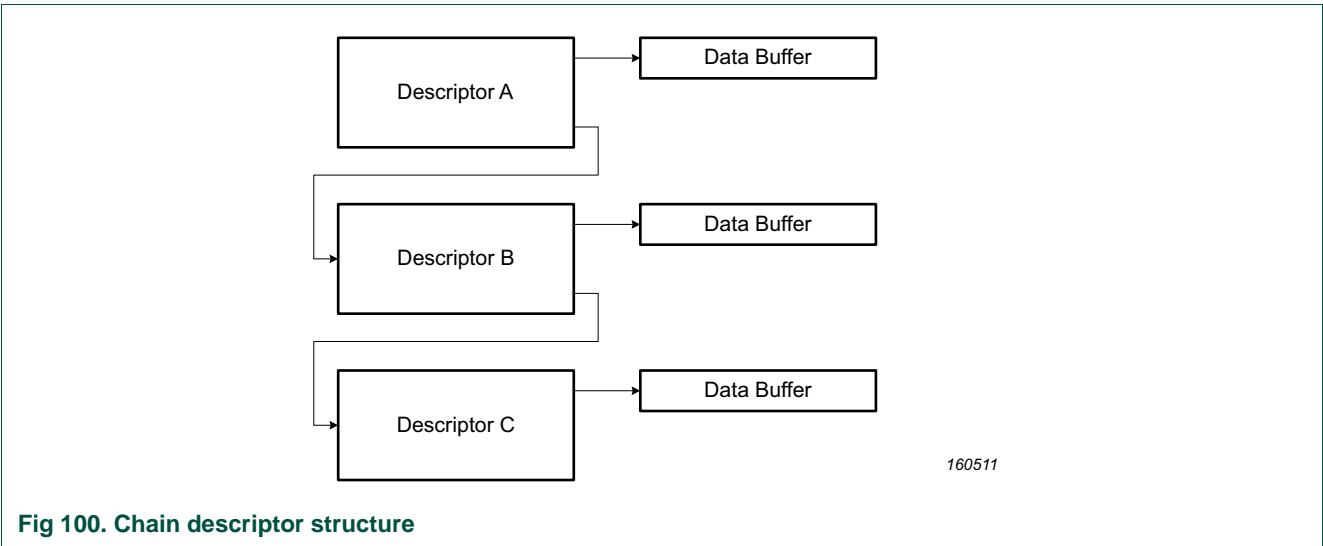 Descriptor A
Data Buffer
Descriptor B
Data Buffer
Descriptor C
Data Buffer
160511
Fig 100. Chain descriptor structure